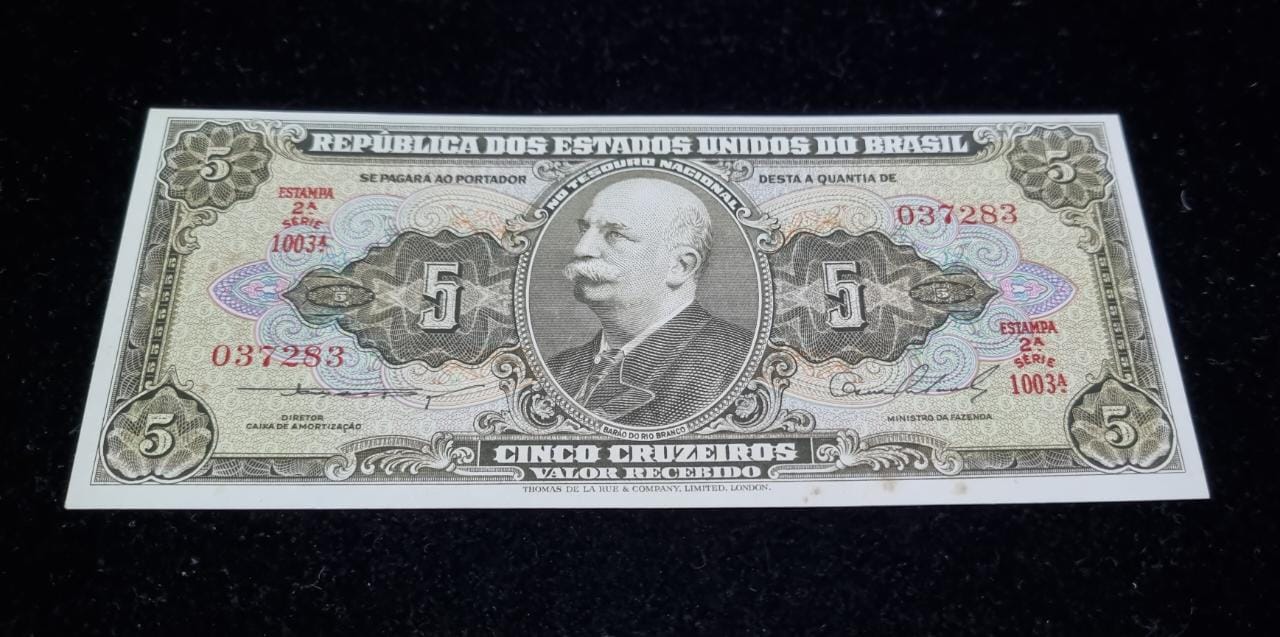 REPÚBLICA DOS ESTADOS UNIDOS DO BRASIL
5
5
SE PAGARÁ AO PORTADOR
NO TESOURO NACIONAL
DESTA A QUANTIA DE
ESTAMPA
2ª
SÉRIE
1003ª
037283
5
5
5
5
037283
ESTAMPA
2ª
SÉRIE
1003ª
DIRETOR
CAIXA DE AMORTIZAÇÃO
MINISTRO DA FAZENDA
BARÃO DO RIO BRANCO
5
5
CINCO CRUZEIROS
VALOR RECEBIDO
THOMAS DE LA RUE & COMPANY, LIMITED, LONDON.